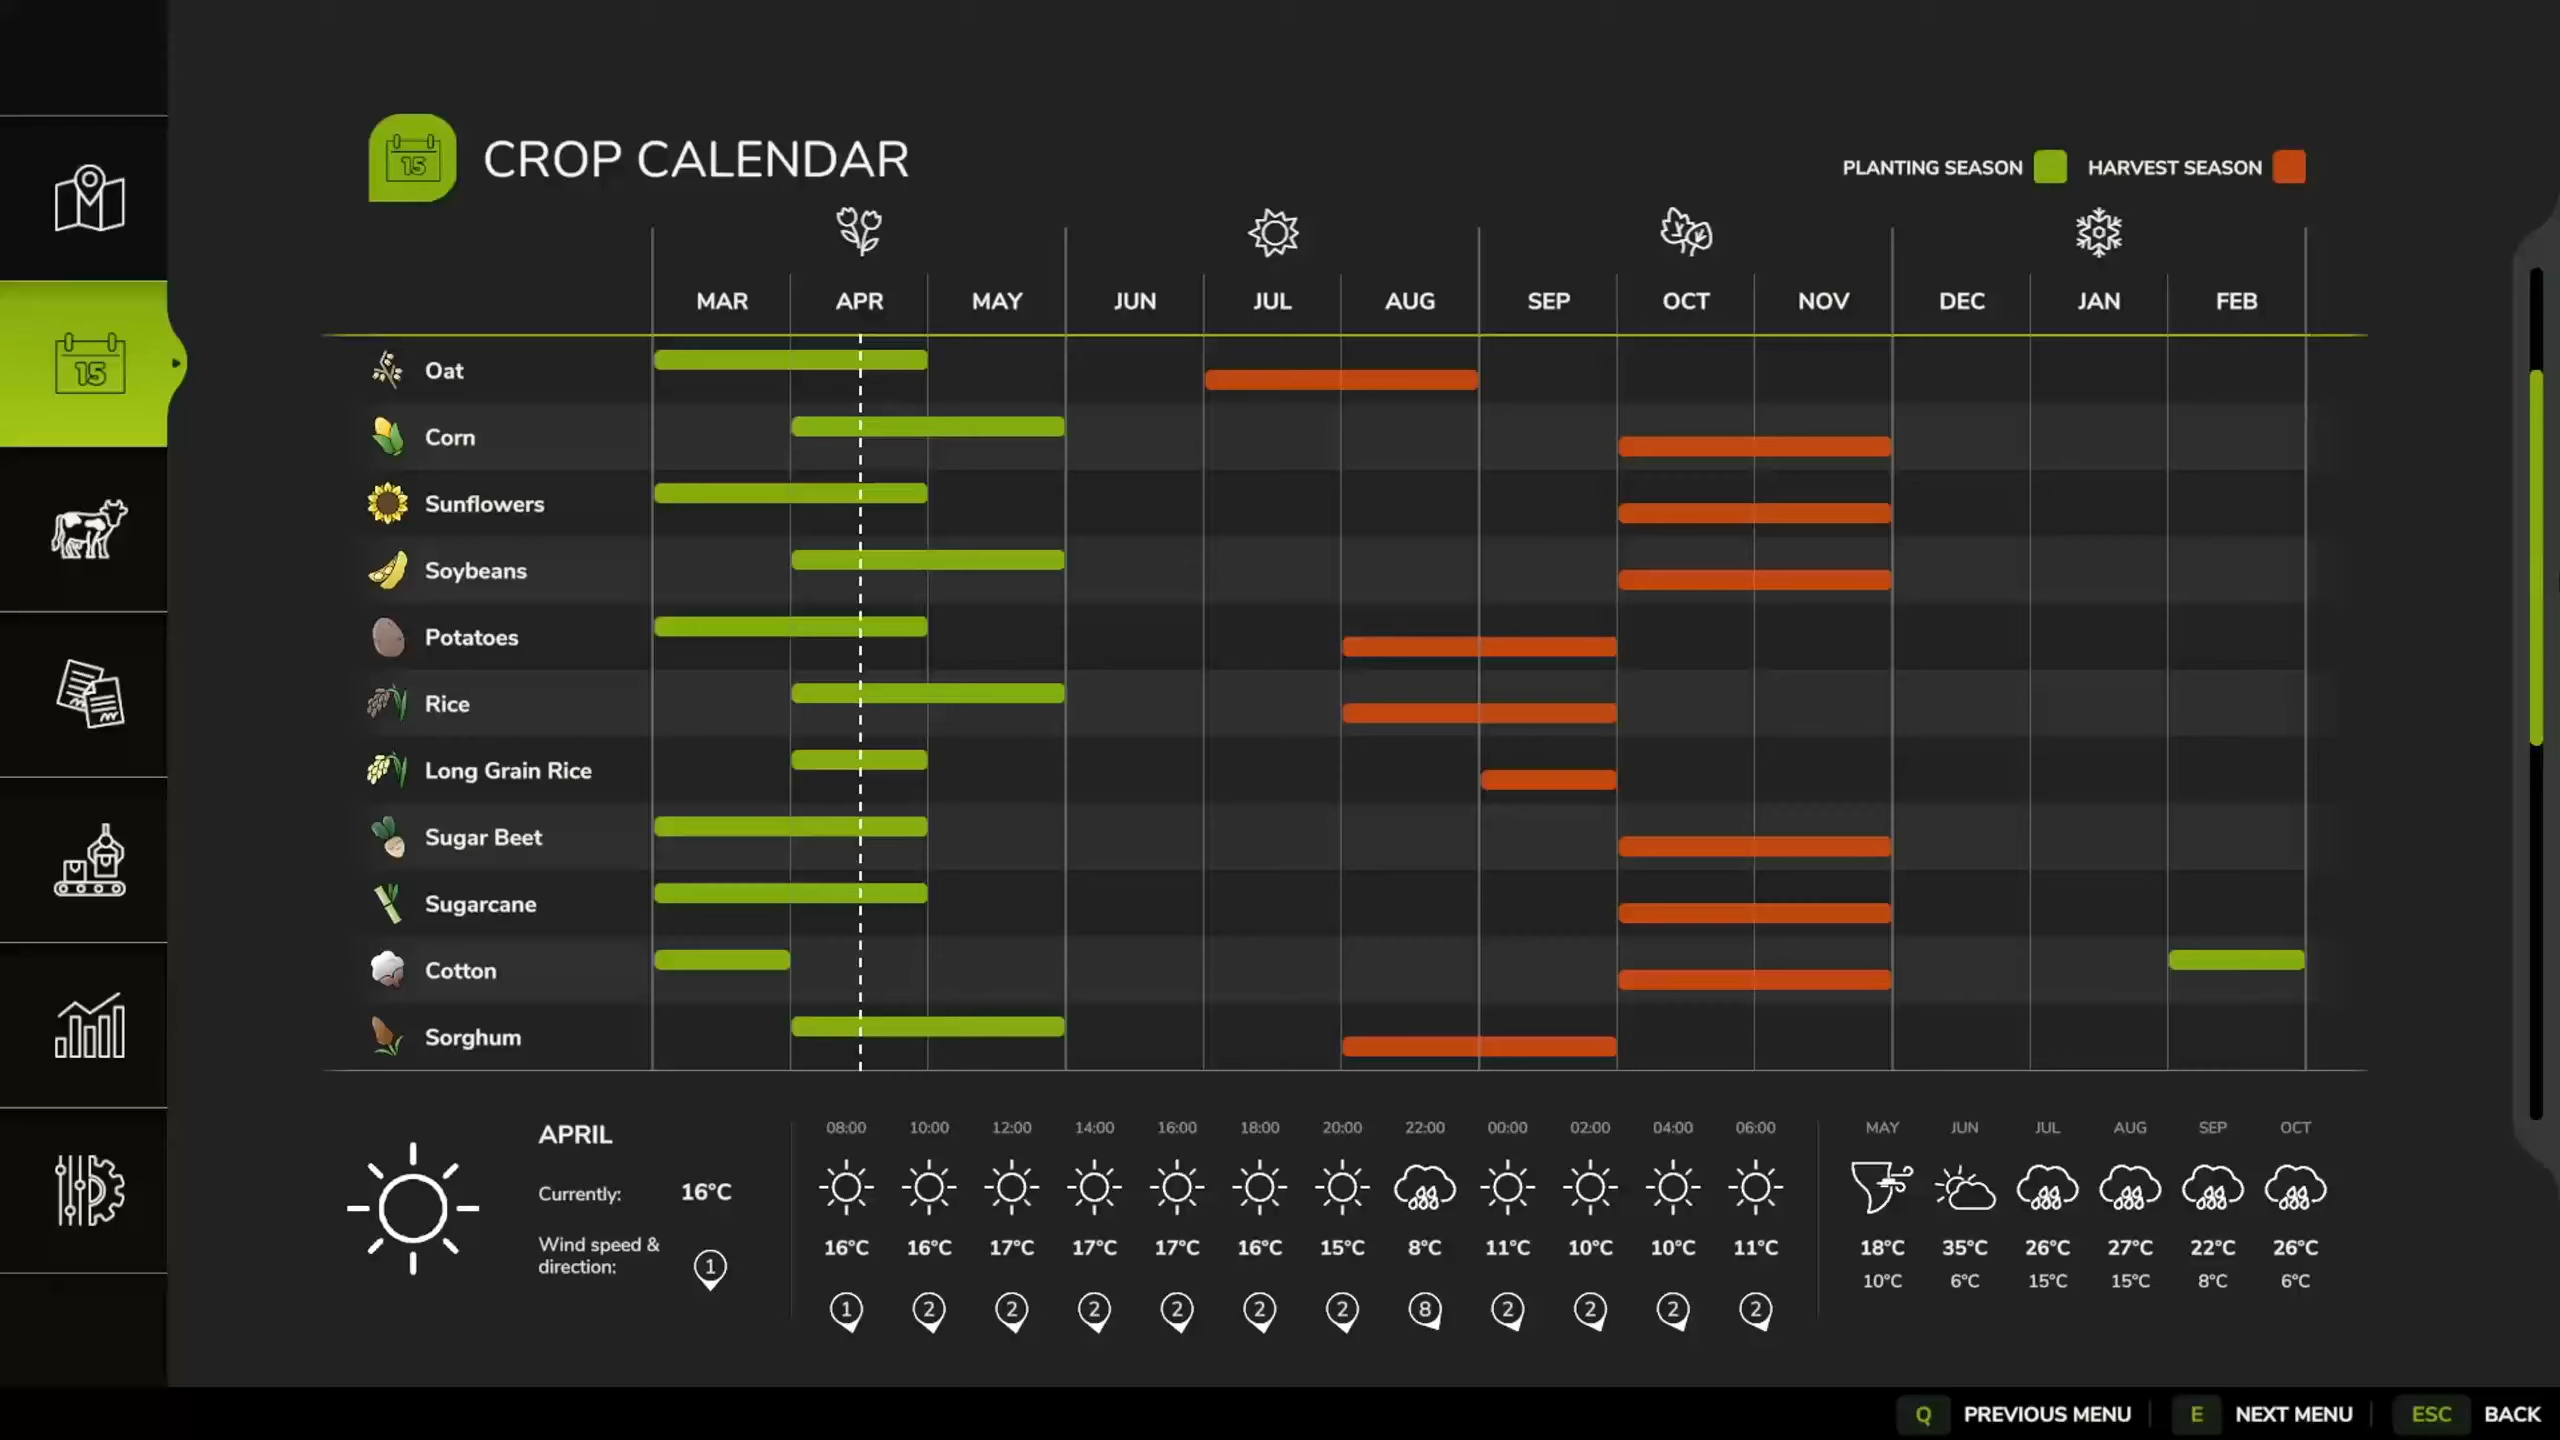 15
CROP CALENDAR
PLANTING SEASON HARVEST SEASON
MAR APR MAY JUN JUL AUG SEP OCT NOV DEC JAN FEB
15
Oat
Corn
Sunflowers
Soybeans
Potatoes
Rice
Long Grain Rice
Sugar Beet
Sugarcane
Cotton
Sorghum
APRIL
Currently: 16°C
Wind speed &
direction: 1
08:00 10:00 12:00 14:00 16:00 18:00 20:00 22:00 00:00 02:00 04:00 06:00
16°C 16°C 17°C 17°C 17°C 16°C 15°C 8°C 11°C 10°C 10°C 11°C
1 2 2 2 2 2 2 8 2 2 2 2
MAY JUN JUL AUG SEP OCT
18°C 35°C 26°C 27°C 22°C 26°C
10°C 6°C 15°C 15°C 8°C 6°C
Q PREVIOUS MENU E NEXT MENU ESC BACK